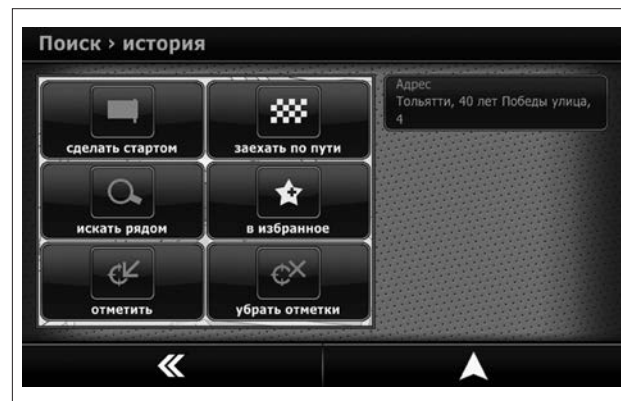 Поиск › история
сделать стартом
заехать по пути
Адрес
Тольятти, 40 лет Победы улица,
4
искать рядом
в избранное
отметить
убрать отметки